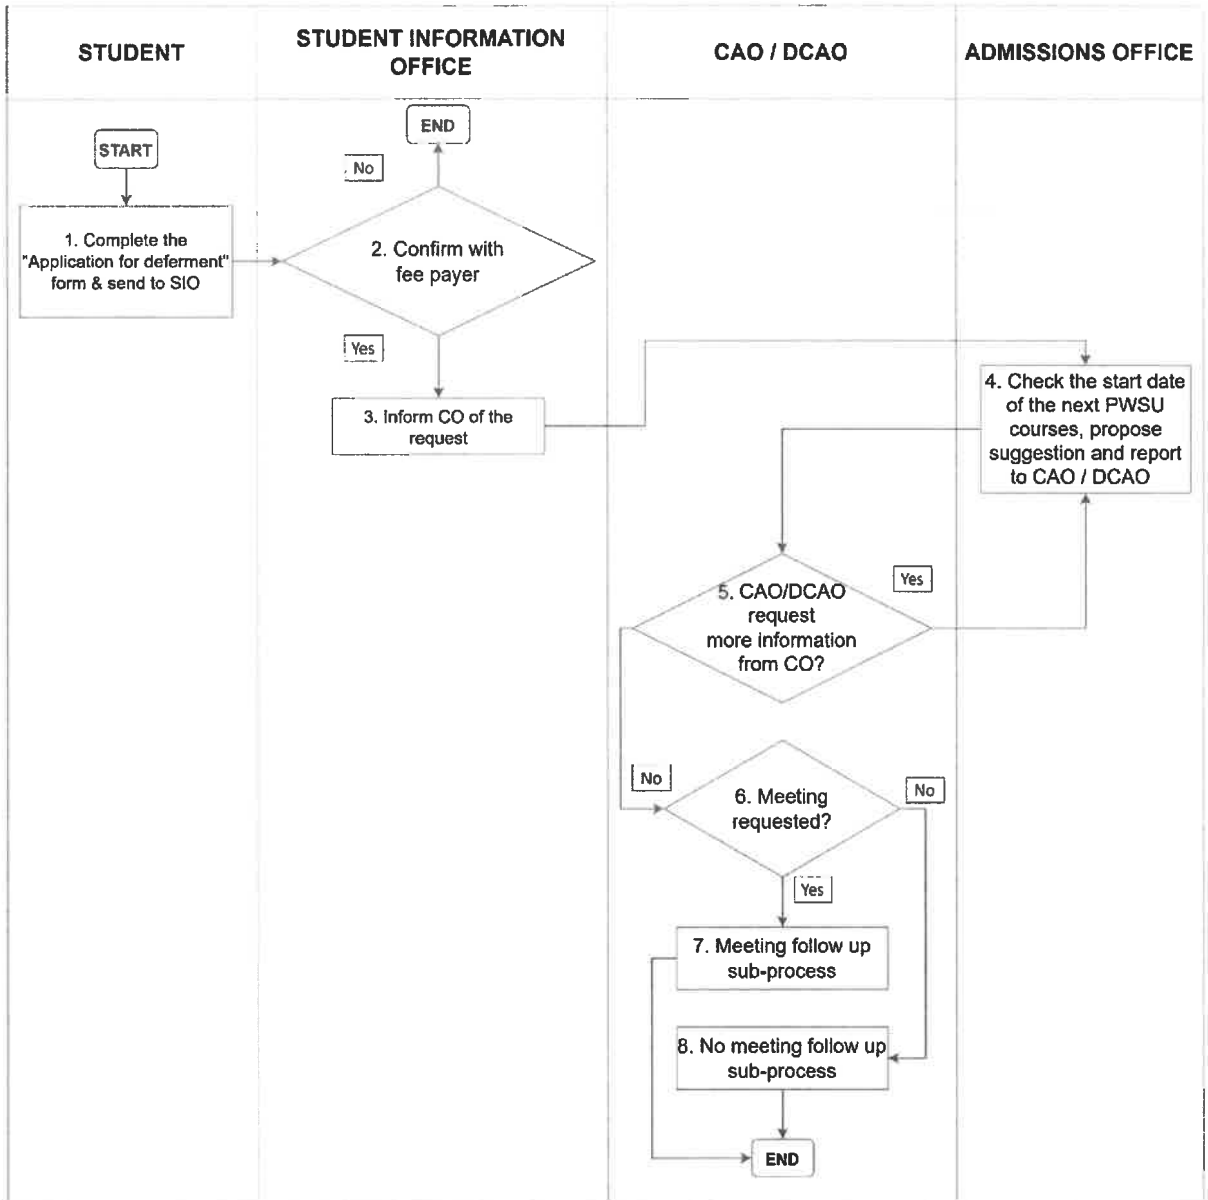 STUDENT
STUDENT INFORMATION
OFFICE
CAO / DCAO
ADMISSIONS OFFICE
START
END
No
1. Complete the
"Application for deferment"
form & send to SIO
2. Confirm with
fee payer
Yes
3. Inform CO of the
request
4. Check the start date
of the next PWSU
courses, propose
suggestion and report
to CAO / DCAO
5. CAO/DCAO
request
more information
from CO?
Yes
No
6. Meeting
requested?
No
Yes
7. Meeting follow up
sub-process
8. No meeting follow up
sub-process
END